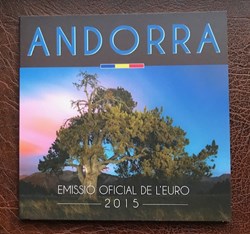 ANDORRA
EMISSIÓ OFICIAL DE L'EURO
2015